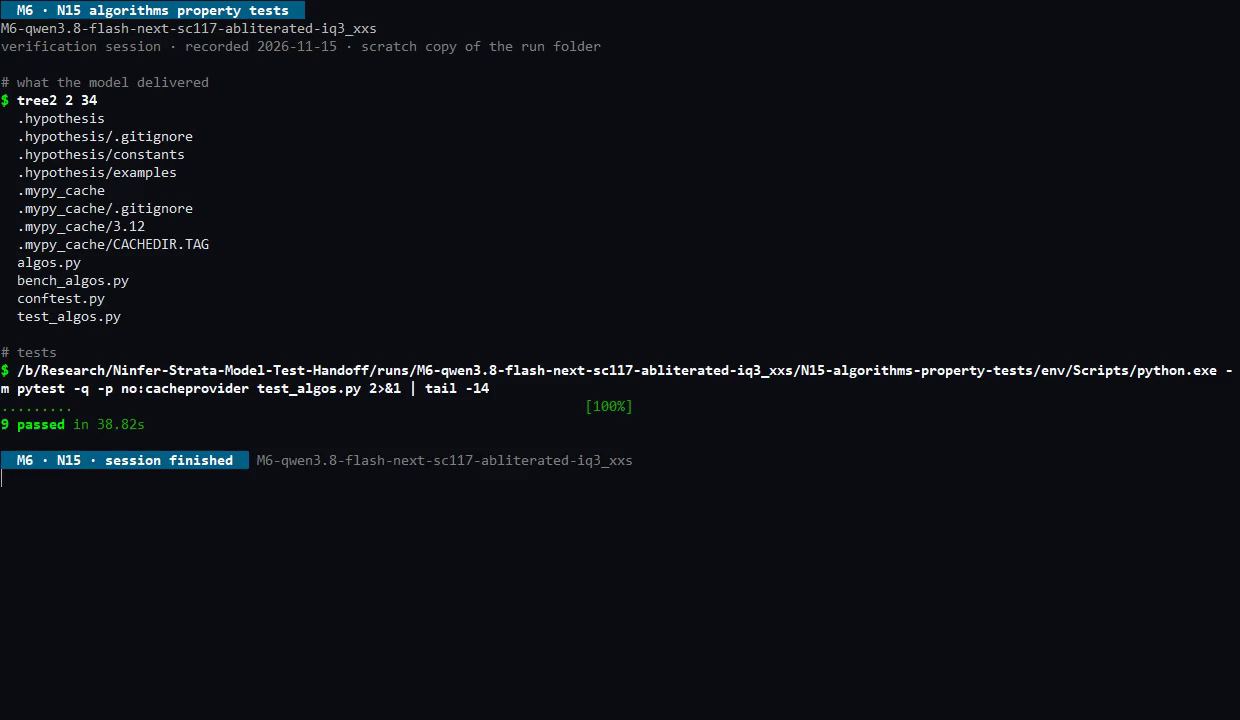 M6 · N15 algorithms property tests
M6-qwen3.8-flash-next-sc117-abliterated-iq3_xxs
verification session · recorded 2026-11-15 · scratch copy of the run folder
# what the model delivered
$ tree2 2 34
.hypothesis
.hypothesis/.gitignore
.hypothesis/constants
.hypothesis/examples
.mypy_cache
.mypy_cache/.gitignore
.mypy_cache/3.12
.mypy_cache/CACHEDIR.TAG
algos.py
bench_algos.py
conftest.py
test_algos.py
# tests
$ /b/Research/Ninfer-Strata-Model-Test-Handoff/runs/M6-qwen3.8-flash-next-sc117-abliterated-iq3_xxs/N15-algorithms-property-tests/env/Scripts/python.exe -
m pytest -q -p no:cacheprovider test_algos.py 2>&1 | tail -14
......... [100%]
9 passed in 38.82s
M6 · N15 · session finished M6-qwen3.8-flash-next-sc117-abliterated-iq3_xxs